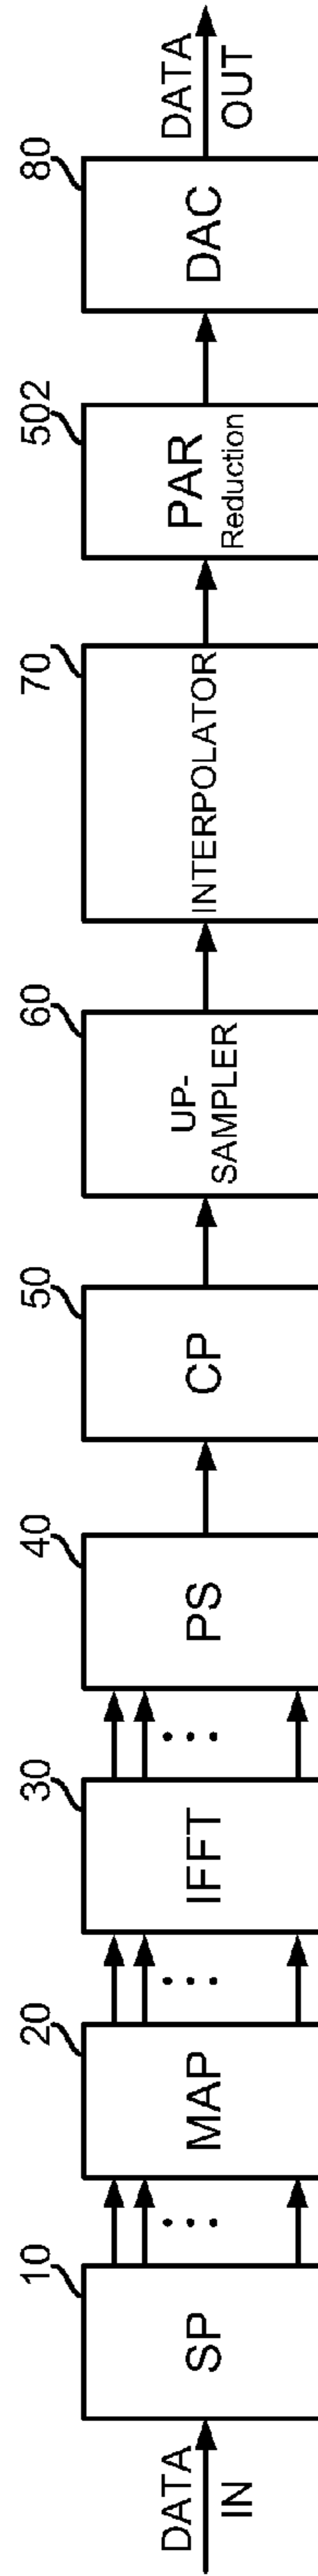 DATA
IN
10
SP
20
MAP
30
IFFT
40
PS
50
CP
60
UP-
SAMPLER
70
INTERPOLATOR
502
PAR
Reduction
80
DAC
DATA
OUT